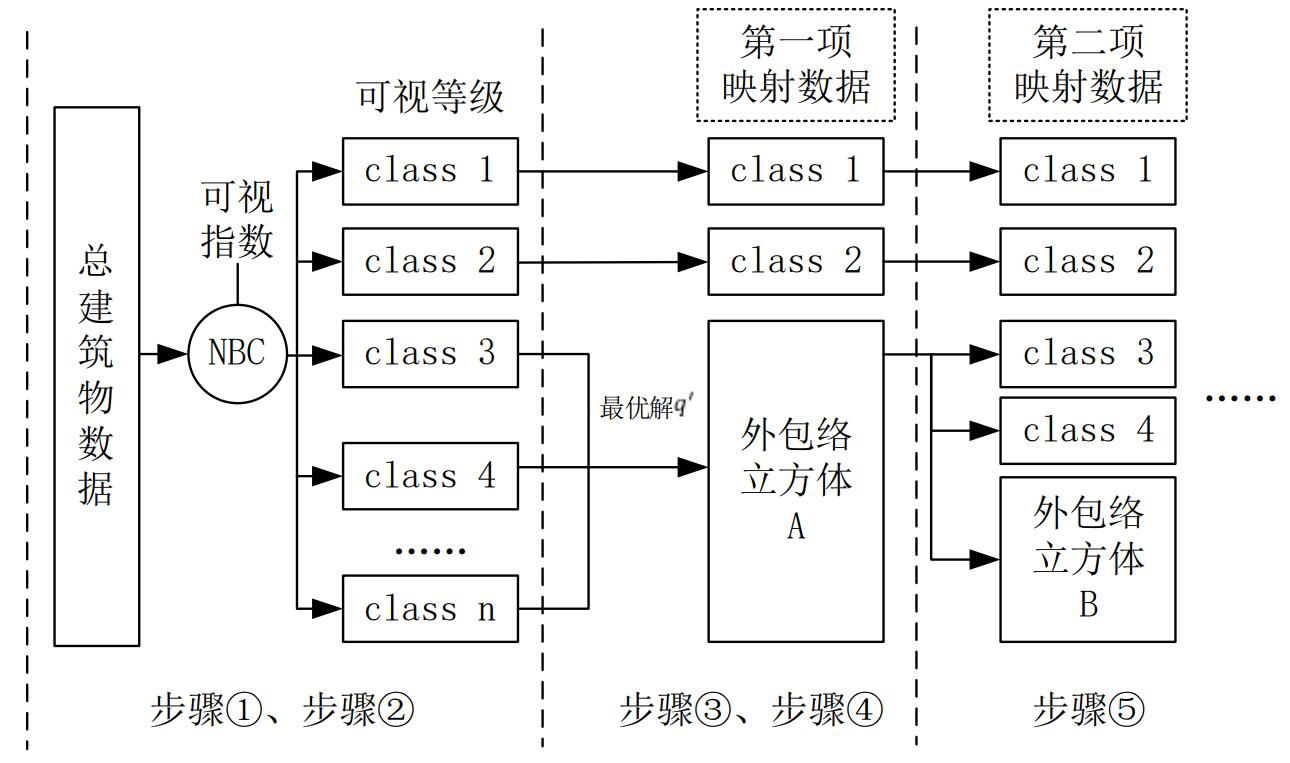 总
建
筑
物
数
据
可视
指数
NBC
可视等级
class 1
class 2
class 3
class 4
……
class n
步骤①、步骤②
最优解q′
第一项
映射数据
class 1
class 2
外包络
立方体
A
步骤③、步骤④
第二项
映射数据
class 1
class 2
class 3
class 4
外包络
立方体
B
……
步骤⑤